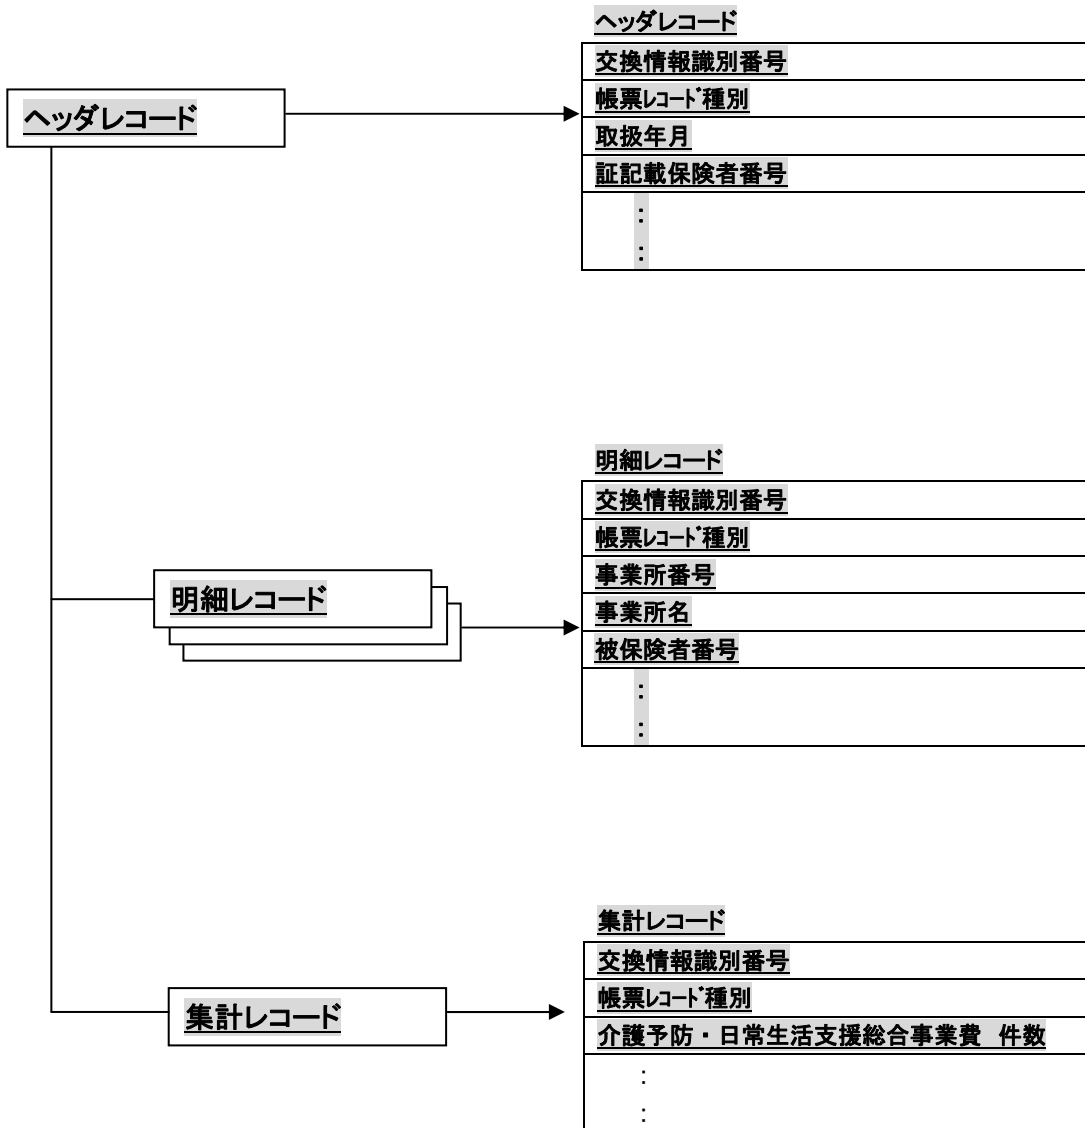 ヘッダレコード
交換情報識別番号
帳票ﾚｺｰﾄﾞ種別
取扱年月
証記載保険者番号
:
:
ヘッダレコード
明細レコード
交換情報識別番号
帳票ﾚｺｰﾄﾞ種別
事業所番号
事業所名
被保険者番号
:
:
明細レコード
集計レコード
交換情報識別番号
帳票ﾚｺｰﾄﾞ種別
介護予防・日常生活支援総合事業費　件数
:
:
集計レコード